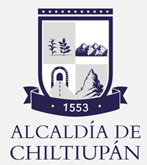 · 1553 ·
ALCALDÍA DE
CHILTIUPÁN